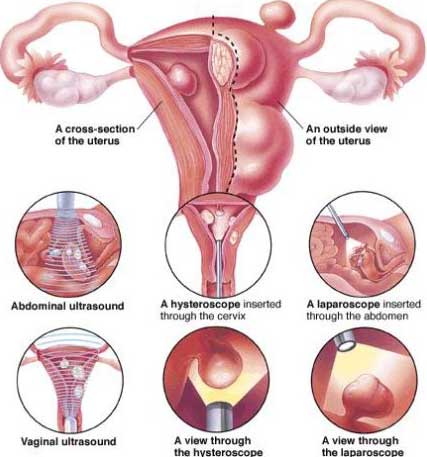 A cross-section
of the uterus
An outside view
of the uterus
Abdominal ultrasound
A hysteroscope inserted
through the cervix
A laparoscope inserted
through the abdomen
Vaginal ultrasound
A view through
the hysteroscope
A view through
the laparoscope